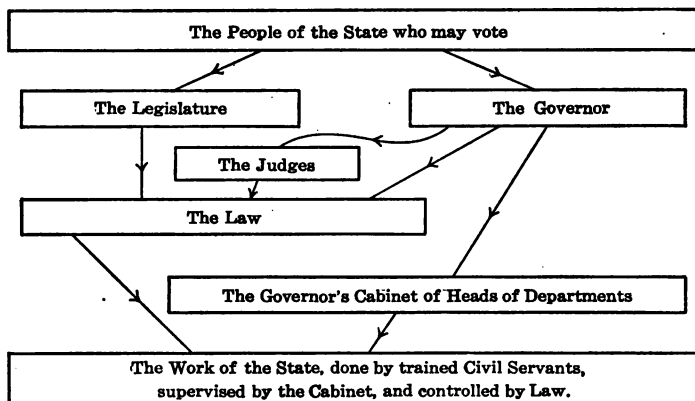 The People of the State who may vote
The Legislature
The Governor
The Judges
The Law
The Governor's Cabinet of Heads of Departments
The Work of the State, done by trained Civil Servants,
supervised by the Cabinet, and controlled by Law.